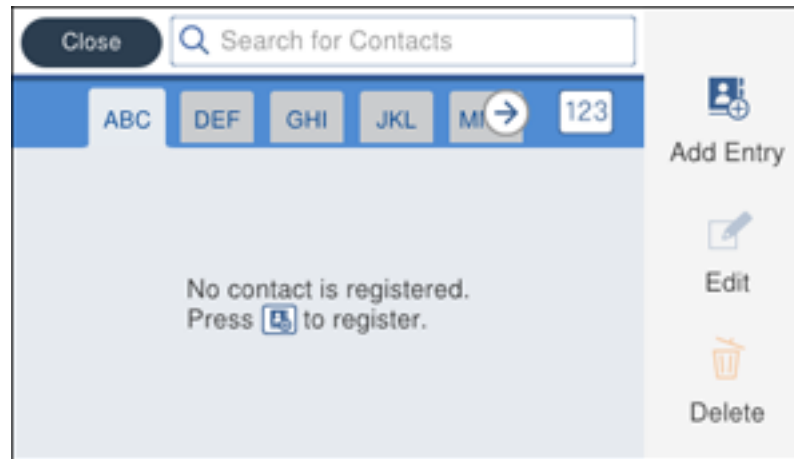 Close
Search for Contacts
ABC
DEF
GHI
JKL
123
Add Entry
Edit
Delete
No contact is registered.
Press to register.